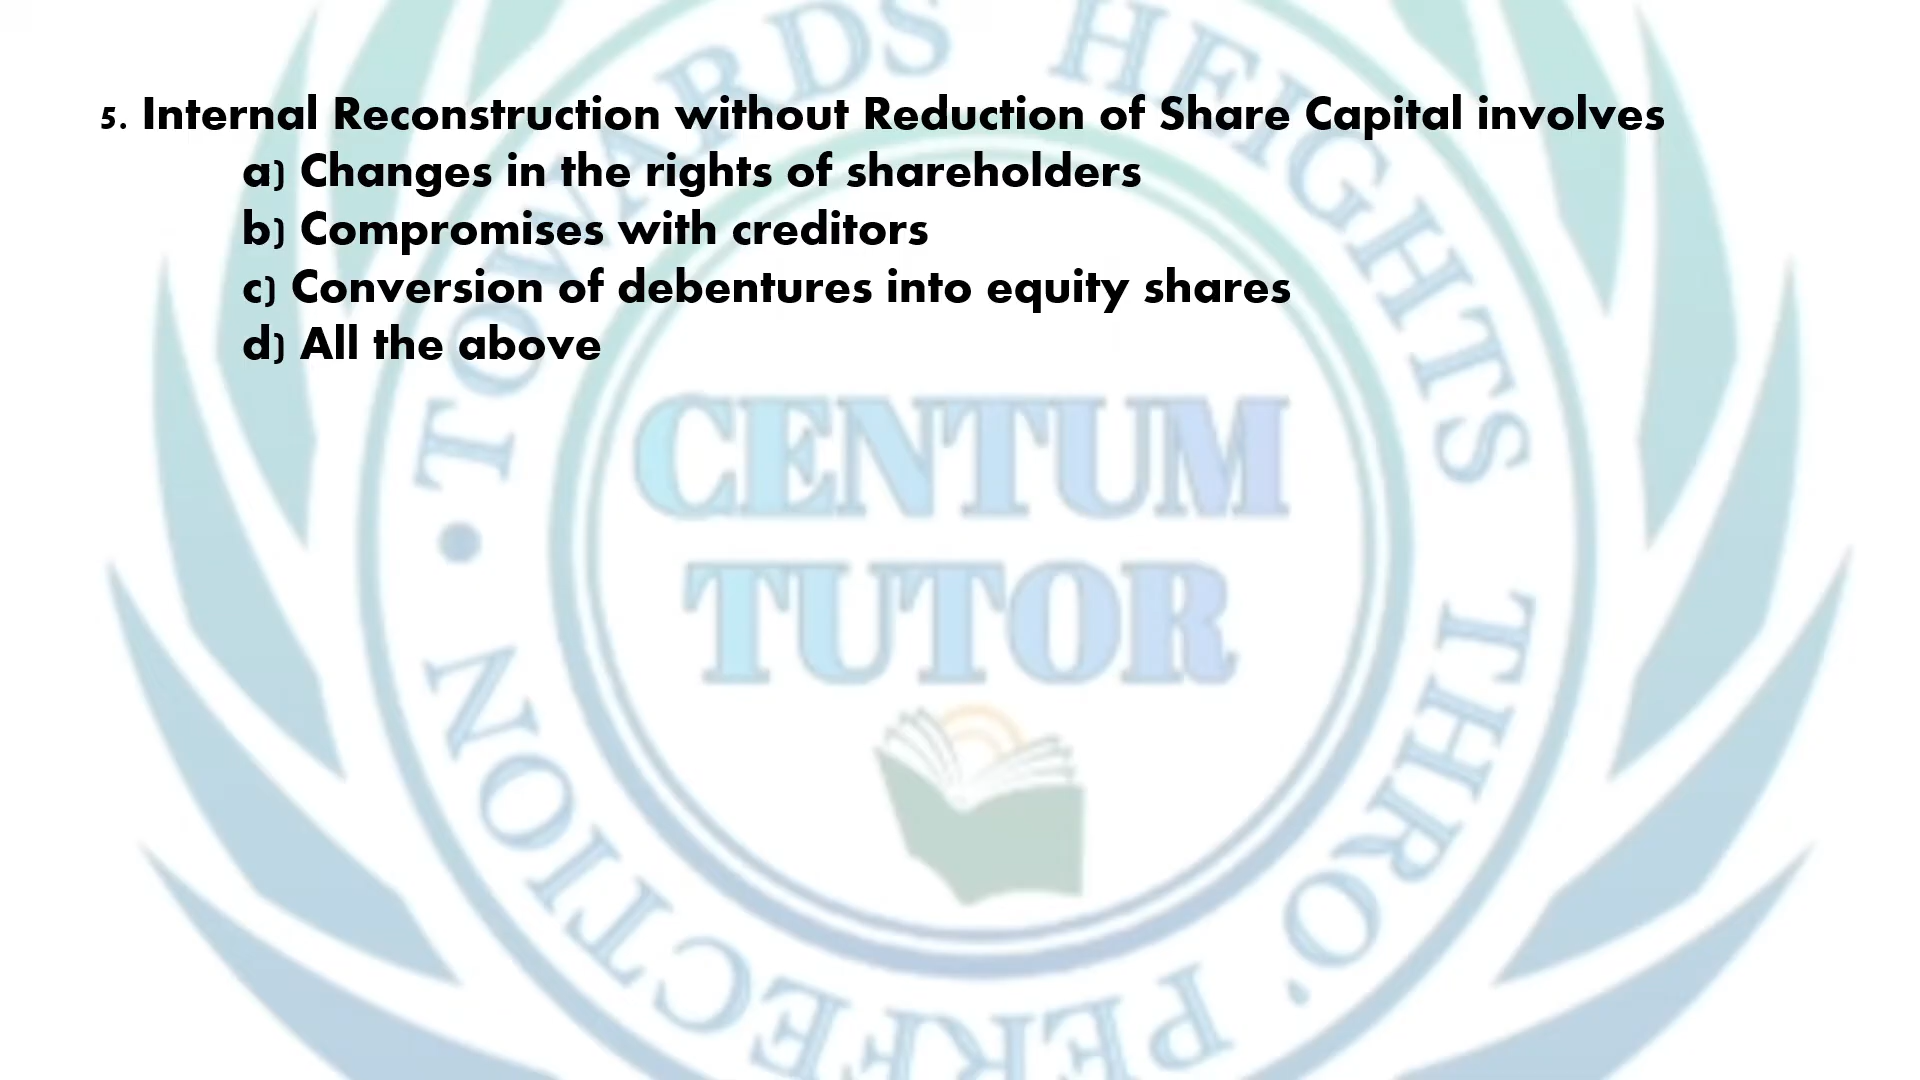 5. Internal Reconstruction without Reduction of Share Capital involves
a) Changes in the rights of shareholders
b) Compromises with creditors
c) Conversion of debentures into equity shares
d) All the above
• TOWARDS HEIGHTS THRO' PERFECTION
CENTUM
TUTOR